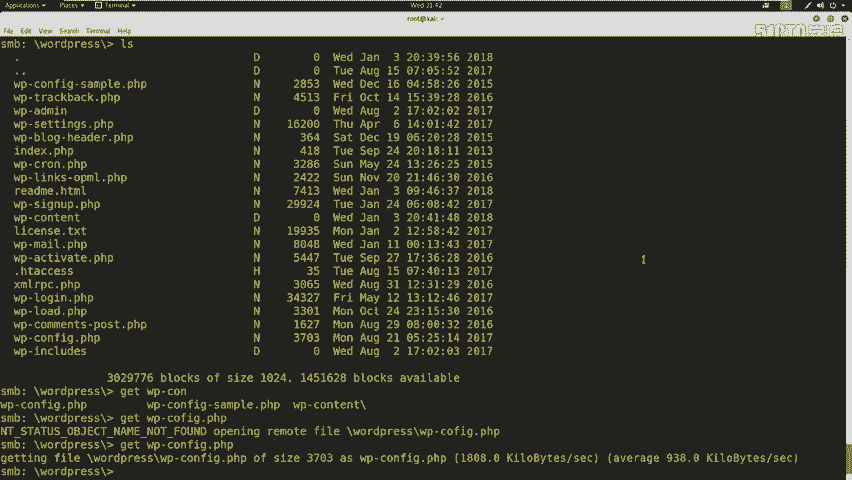 Applications ▾ Places ▾ Terminal ▾ Wed 21:42
root@kali: ~
File Edit View Search Terminal Help
smb: \wordpress\> ls
. D 0 Wed Jan 3 20:39:56 2018
.. D 0 Tue Aug 15 07:05:52 2017
wp-config-sample.php N 2853 Wed Dec 16 04:58:26 2015
wp-trackback.php N 4513 Fri Oct 14 15:39:28 2016
wp-admin D 0 Wed Aug 2 17:02:02 2017
wp-settings.php N 16200 Thu Apr 6 14:01:42 2017
wp-blog-header.php N 364 Sat Dec 19 06:20:28 2015
index.php N 418 Tue Sep 24 20:18:11 2013
wp-cron.php N 3286 Sun May 24 13:26:25 2015
wp-links-opml.php N 2422 Sun Nov 20 21:46:30 2016
readme.html N 7413 Wed Jan 3 09:46:37 2018
wp-signup.php N 29924 Tue Jan 24 06:08:42 2017
wp-content D 0 Wed Jan 3 20:41:48 2018
license.txt N 19935 Mon Jan 2 12:58:42 2017
wp-mail.php N 8048 Wed Jan 11 00:13:43 2017
wp-activate.php N 5447 Tue Sep 27 17:36:28 2016
.htaccess H 35 Tue Aug 15 07:40:13 2017
xmlrpc.php N 3065 Wed Aug 31 12:31:29 2016
wp-login.php N 34327 Fri May 12 13:12:46 2017
wp-load.php N 3301 Mon Oct 24 23:15:30 2016
wp-comments-post.php N 1627 Mon Aug 29 08:00:32 2016
wp-config.php N 3703 Mon Aug 21 05:25:14 2017
wp-includes D 0 Wed Aug 2 17:02:03 2017
3029776 blocks of size 1024. 1451628 blocks available
smb: \wordpress\> get wp-con
wp-config.php wp-config-sample.php wp-content\
smb: \wordpress\> get wp-cofig.php
NT_STATUS_OBJECT_NAME_NOT_FOUND opening remote file \wordpress\wp-cofig.php
smb: \wordpress\> get wp-config.php
getting file \wordpress\wp-config.php of size 3703 as wp-config.php (1808.0 KiloBytes/sec) (average 938.0 KiloBytes/sec)
smb: \wordpress\>